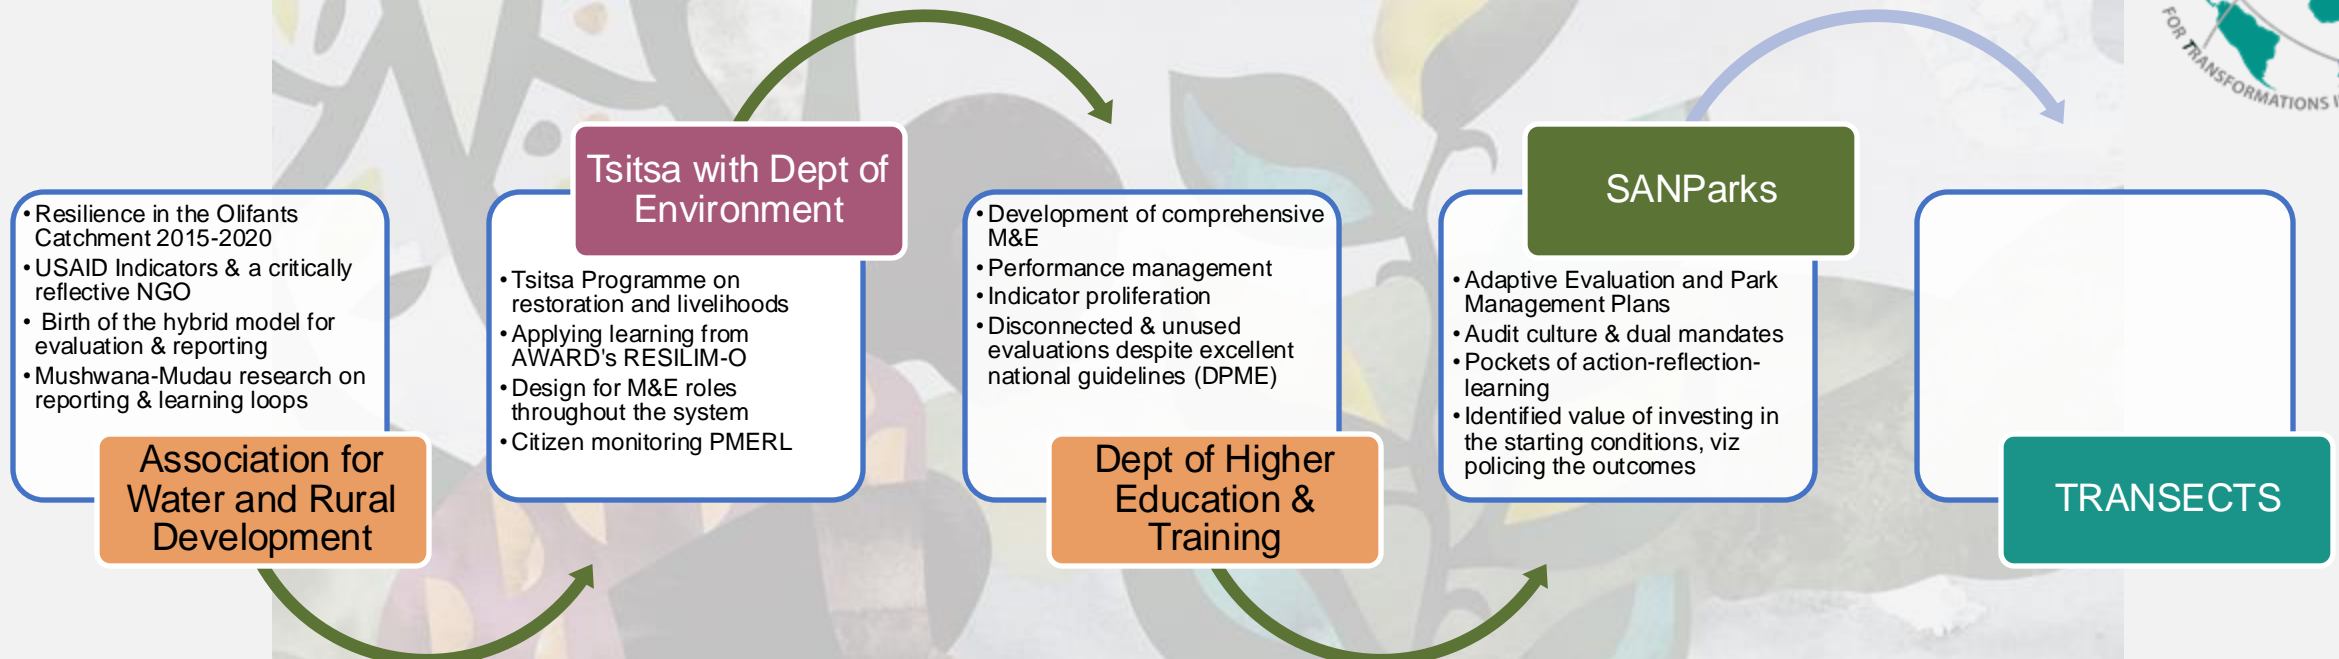 FOR TRANSFORMATIONS
• Resilience in the Olifants
Catchment 2015-2020
• USAID Indicators & a critically
reflective NGO
• Birth of the hybrid model for
evaluation & reporting
• Mushwana-Mudau research on
reporting & learning loops
Association for
Water and Rural
Development
Tsitsa with Dept of
Environment
• Tsitsa Programme on
restoration and livelihoods
• Applying learning from
AWARD's RESILIM-O
• Design for M&E roles
throughout the system
• Citizen monitoring PMERL
• Development of comprehensive
M&E
• Performance management
• Indicator proliferation
• Disconnected & unused
evaluations despite excellent
national guidelines (DPME)
Dept of Higher
Education &
Training
SANParks
• Adaptive Evaluation and Park
Management Plans
• Audit culture & dual mandates
• Pockets of action-reflection-
learning
• Identified value of investing in
the starting conditions, viz
policing the outcomes
TRANSECTS